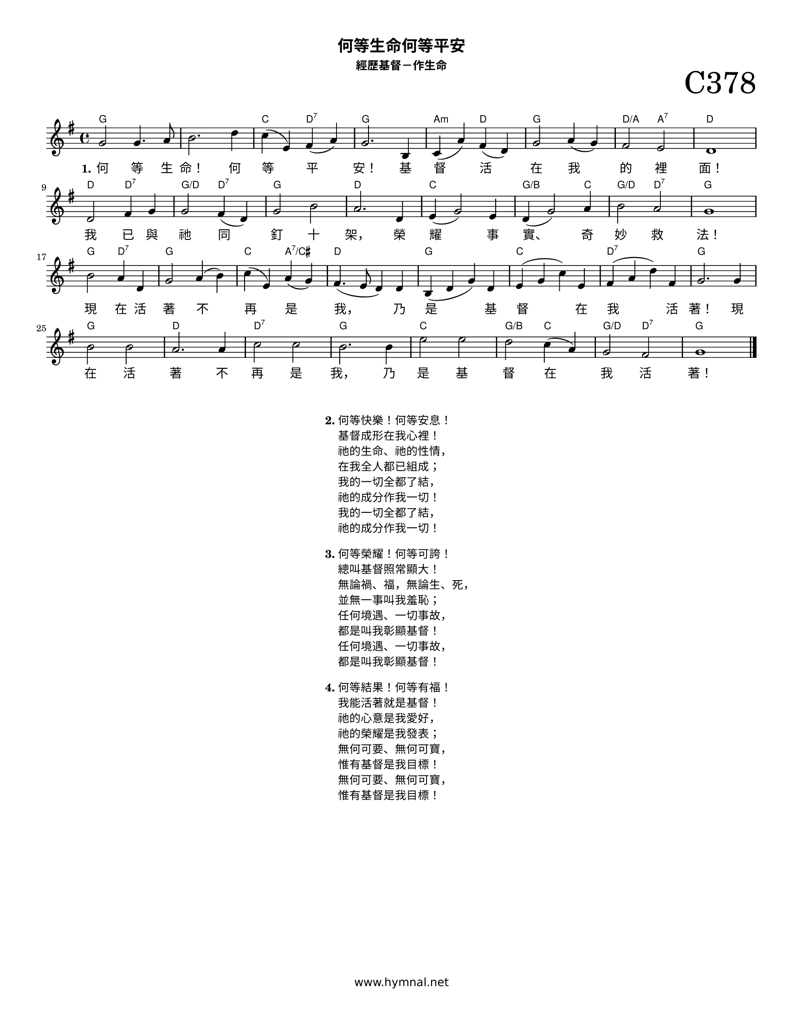 何等生命何等平安
經歷基督－作生命
C378
G C D7 G Am D G D/A A7 D
1. 何 等 生 命！ 何 等 平 安！ 基 督 活 在 我 的 裡 面！
9 D D7 G/D D7 G D C G/B C G/D D7 G
我 已 與 祂 同 釘 十 架， 榮 耀 事 實、 奇 妙 救 法！
17 G D7 G C A7/C♯ D G C D7 G
現 在 活 著 不 再 是 我， 乃 是 基 督 在 我 活 著！ 現
25 G D D7 G C G/B C G/D D7 G
在 活 著 不 再 是 我， 乃 是 基 督 在 我 活 著！
2. 何等快樂！何等安息！
基督成形在我心裡！
祂的生命、祂的性情，
在我全人都已組成；
我的一切全都了結，
祂的成分作我一切！
我的一切全都了結，
祂的成分作我一切！
3. 何等榮耀！何等可誇！
總叫基督照常顯大！
無論禍、福，無論生、死，
並無一事叫我羞恥；
任何境遇、一切事故，
都是叫我彰顯基督！
任何境遇、一切事故，
都是叫我彰顯基督！
4. 何等結果！何等有福！
我能活著就是基督！
祂的心意是我愛好，
祂的榮耀是我發表；
無何可要、無何可寶，
惟有基督是我目標！
無何可要、無何可寶，
惟有基督是我目標！
www.hymnal.net